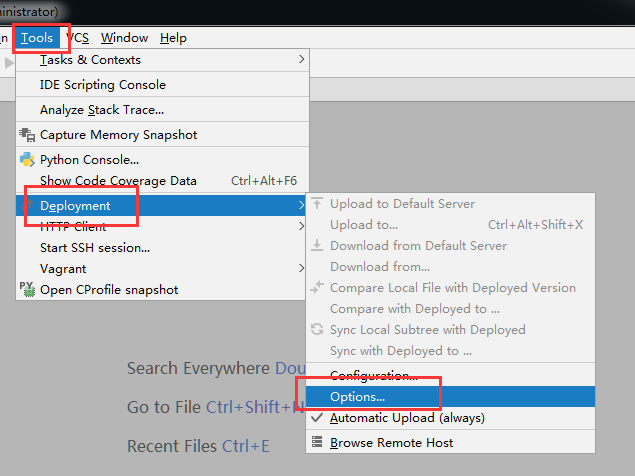 ministrator)
n Tools VCS Window Help
Tasks & Contexts
IDE Scripting Console
Analyze Stack Trace...
Capture Memory Snapshot
Python Console...
Show Code Coverage Data Ctrl+Alt+F6
Deployment
HTTP Client
Start SSH session...
Vagrant
Open CProfile snapshot
Upload to Default Server
Upload to... Ctrl+Alt+Shift+X
Download from Default Server
Download from...
Compare Local File with Deployed Version
Compare with Deployed to ...
Sync Local Subtree with Deployed
Sync with Deployed to ...
Configuration...
Options...
Automatic Upload (always)
Browse Remote Host
Search Everywhere Dou
Go to File Ctrl+Shift+N
Recent Files Ctrl+E